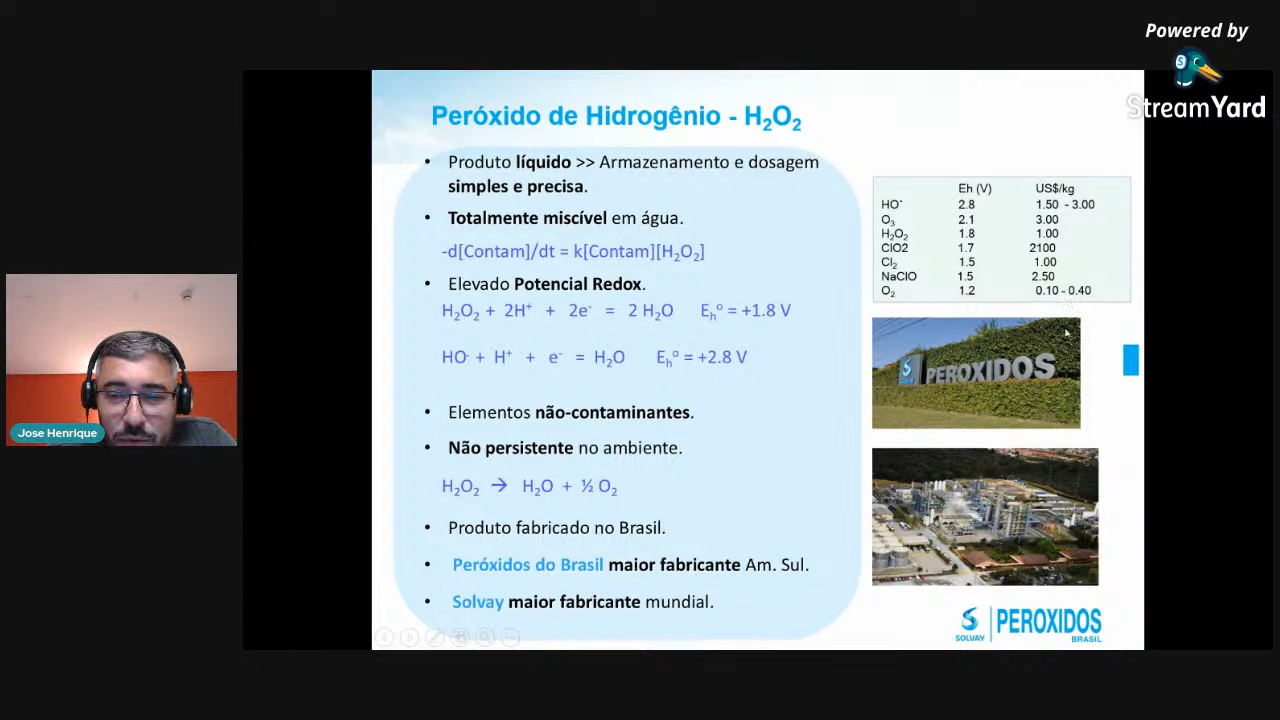 Powered by
StreamYard
Peróxido de Hidrogênio - H₂O₂
• Produto líquido >> Armazenamento e dosagem
simples e precisa.
• Totalmente miscível em água.
-d[Contam]/dt = k[Contam][H₂O₂]
• Elevado Potencial Redox.
H₂O₂ + 2H⁺ + 2e⁻ = 2 H₂O Eₕ° = +1.8 V
HO· + H⁺ + e⁻ = H₂O Eₕ° = +2.8 V
• Elementos não-contaminantes.
• Não persistente no ambiente.
H₂O₂ → H₂O + ½ O₂
• Produto fabricado no Brasil.
• Peróxidos do Brasil maior fabricante Am. Sul.
• Solvay maior fabricante mundial.
Eh (V) US$/kg
HO· 2.8 1.50 - 3.00
O₃ 2.1 3.00
H₂O₂ 1.8 1.00
ClO2 1.7 2100
Cl₂ 1.5 1.00
NaClO 1.5 2.50
O₂ 1.2 0.10 - 0.40
PEROXIDOS
SOLVAY
PEROXIDOS
BRASIL
Jose Henrique